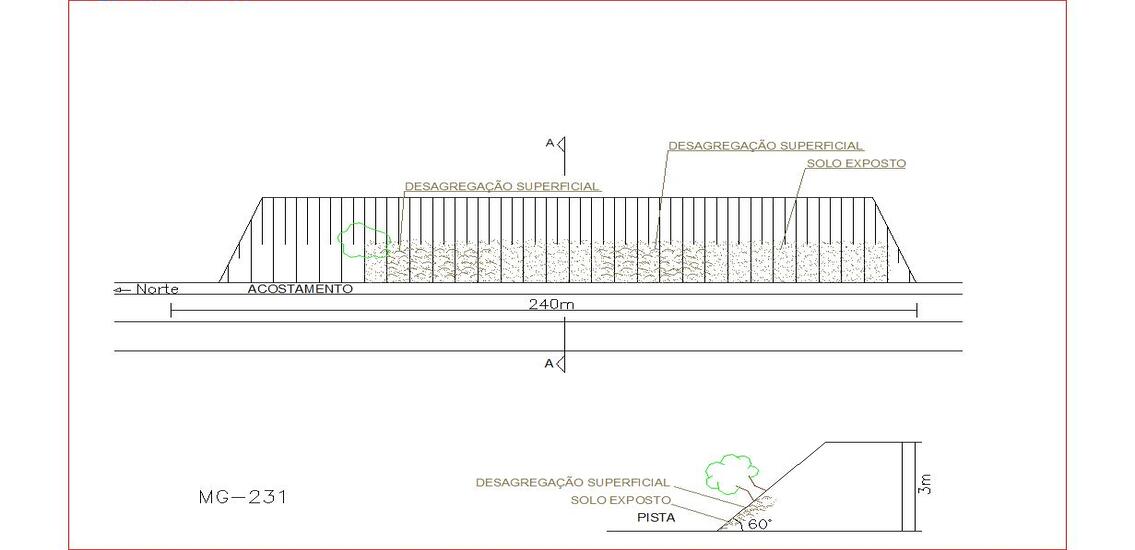 A
DESAGREGAÇÃO SUPERFICIAL
SOLO EXPOSTO
DESAGREGAÇÃO SUPERFICIAL
Norte
ACOSTAMENTO
240m
A
DESAGREGAÇÃO SUPERFICIAL
SOLO EXPOSTO
PISTA
60°
3m
MG-231